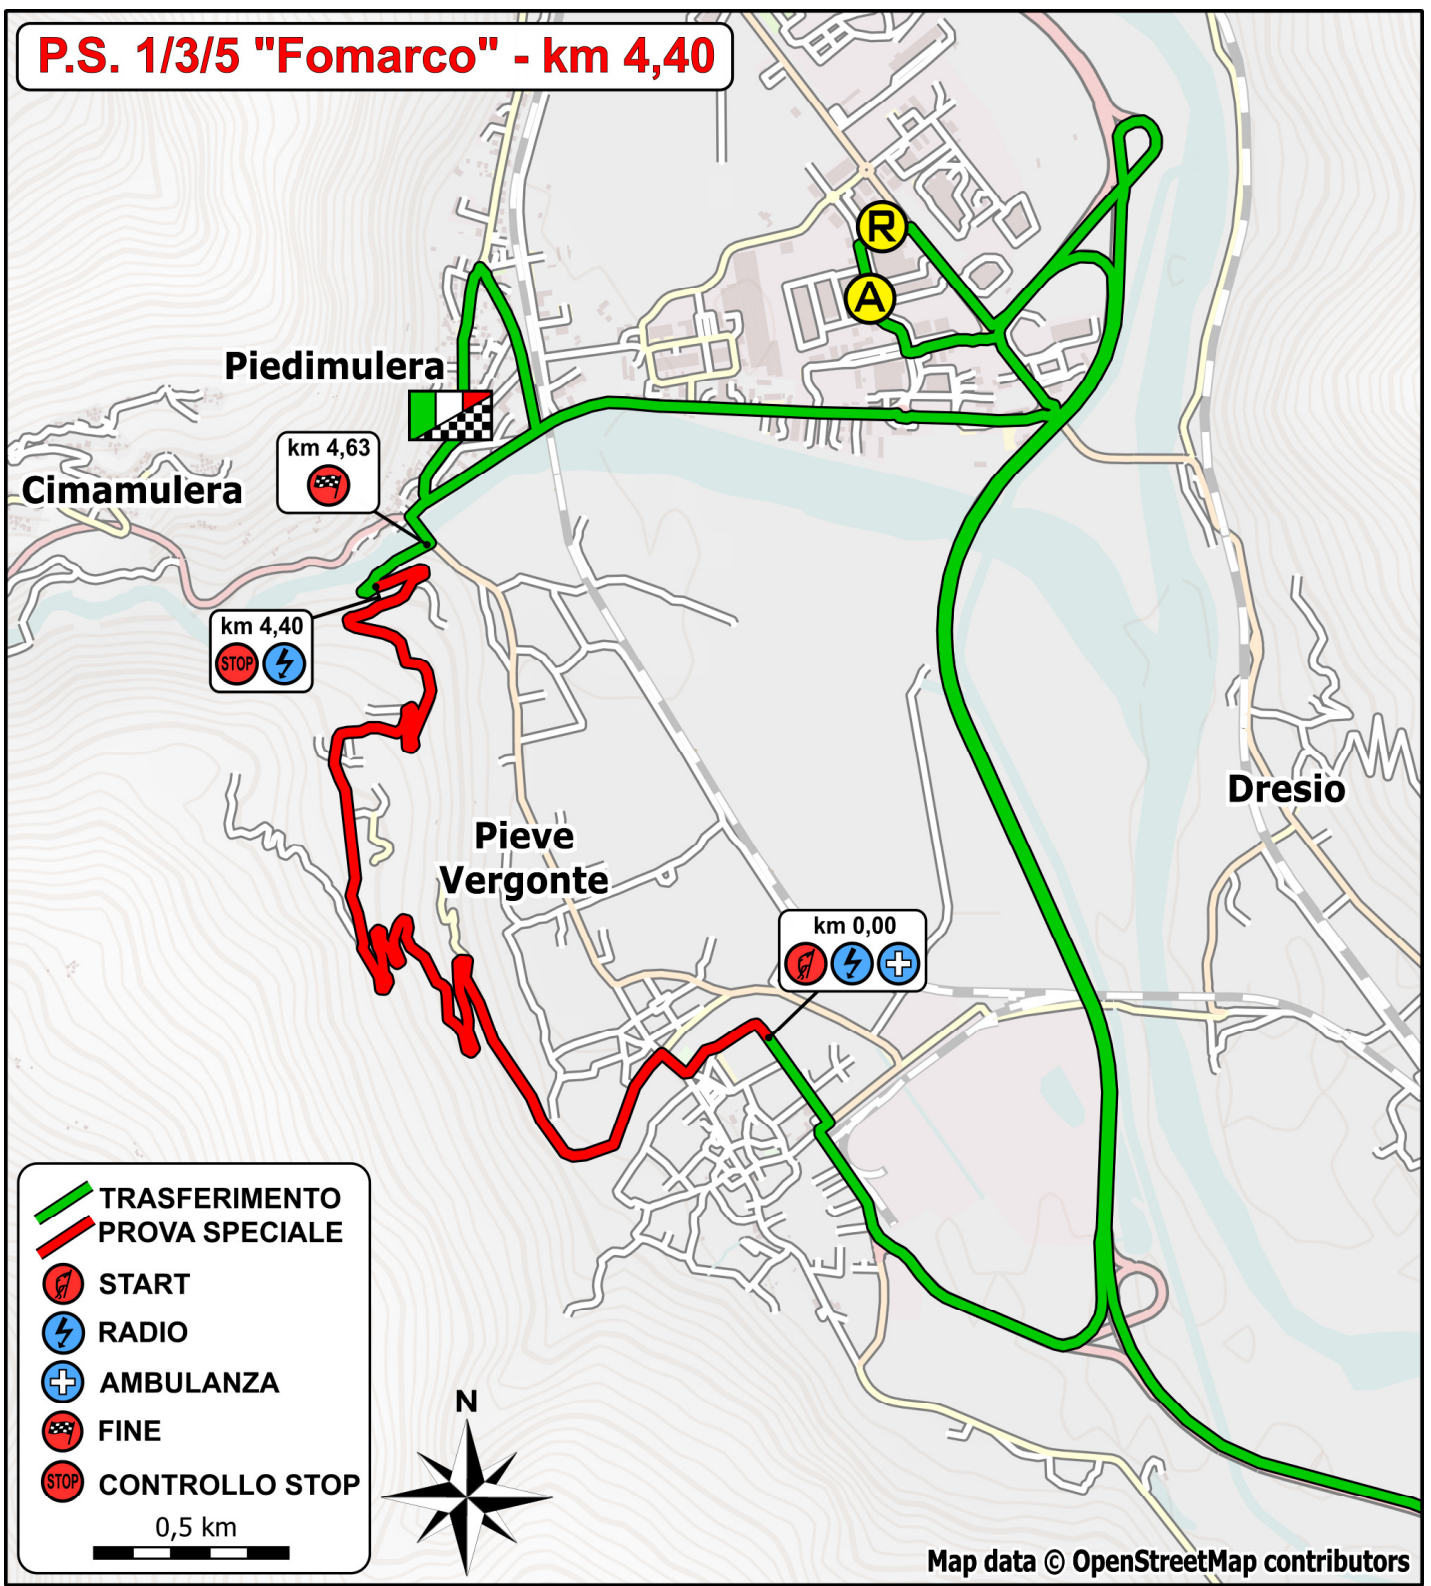 P.S. 1/3/5 "Fomarco" - km 4,40
R
A
Piedimulera
km 4,63
Cimamulera
km 4,40
STOP
Dresio
Pieve
Vergonte
km 0,00
TRASFERIMENTO
PROVA SPECIALE
START
RADIO
AMBULANZA
FINE
STOP
CONTROLLO STOP
0,5 km
N
Map data © OpenStreetMap contributors